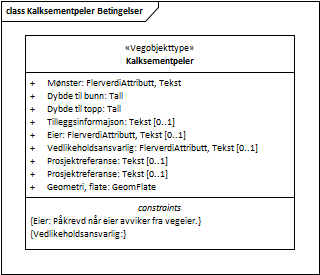 class Kalksementpeler Betingelser
«Vegobjekttype»
Kalksementpeler
+ Mønster: FlerverdiAttributt, Tekst
+ Dybde til bunn: Tall
+ Dybde til topp: Tall
+ Tilleggsinformajson: Tekst [0..1]
+ Eier: FlerverdiAttributt, Tekst [0..1]
+ Vedlikeholdsansvarlig: FlerverdiAttributt, Tekst [0..1]
+ Prosjektreferanse: Tekst [0..1]
+ Prosjektreferanse: Tekst [0..1]
+ Geometri, flate: GeomFlate
constraints
{Eier: Påkrevd når eier avviker fra vegeier.}
{Vedlikeholdsansvarlig:}